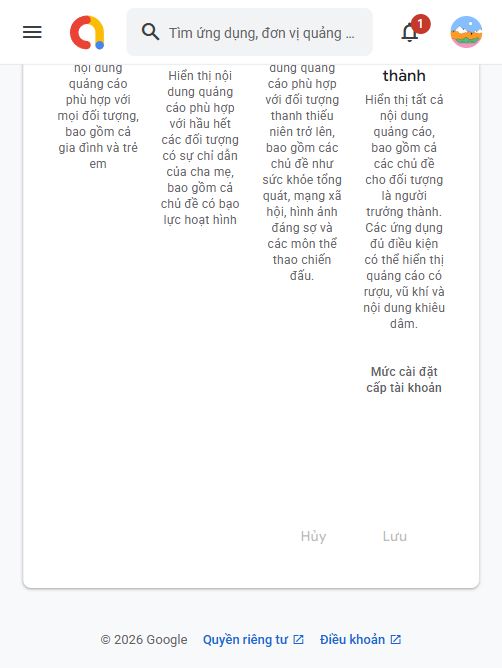 Tìm ứng dụng, đơn vị quảng ...
1
nội dung
quảng cáo
phù hợp với
mọi đối tượng,
bao gồm cả
gia đình và trẻ
em
Hiển thị nội
dung quảng
cáo phù hợp
với hầu hết
các đối tượng
có sự chỉ dẫn
của cha mẹ,
bao gồm cả
chủ đề có bạo
lực hoạt hình
dung quảng
cáo phù hợp
với đối tượng
thanh thiếu
niên trở lên,
bao gồm các
chủ đề như
sức khỏe tổng
quát, mạng xã
hội, hình ảnh
đáng sợ và
các môn thể
thao chiến
đấu.
thành
Hiển thị tất cả
nội dung
quảng cáo,
bao gồm cả
các chủ đề
cho đối tượng
là người
trưởng thành.
Các ứng dụng
đủ điều kiện
có thể hiển thị
quảng cáo có
rượu, vũ khí và
nội dung khiêu
dâm.
Mức cài đặt
cấp tài khoản
Hủy
Lưu
© 2026 Google
Quyền riêng tư
Điều khoản